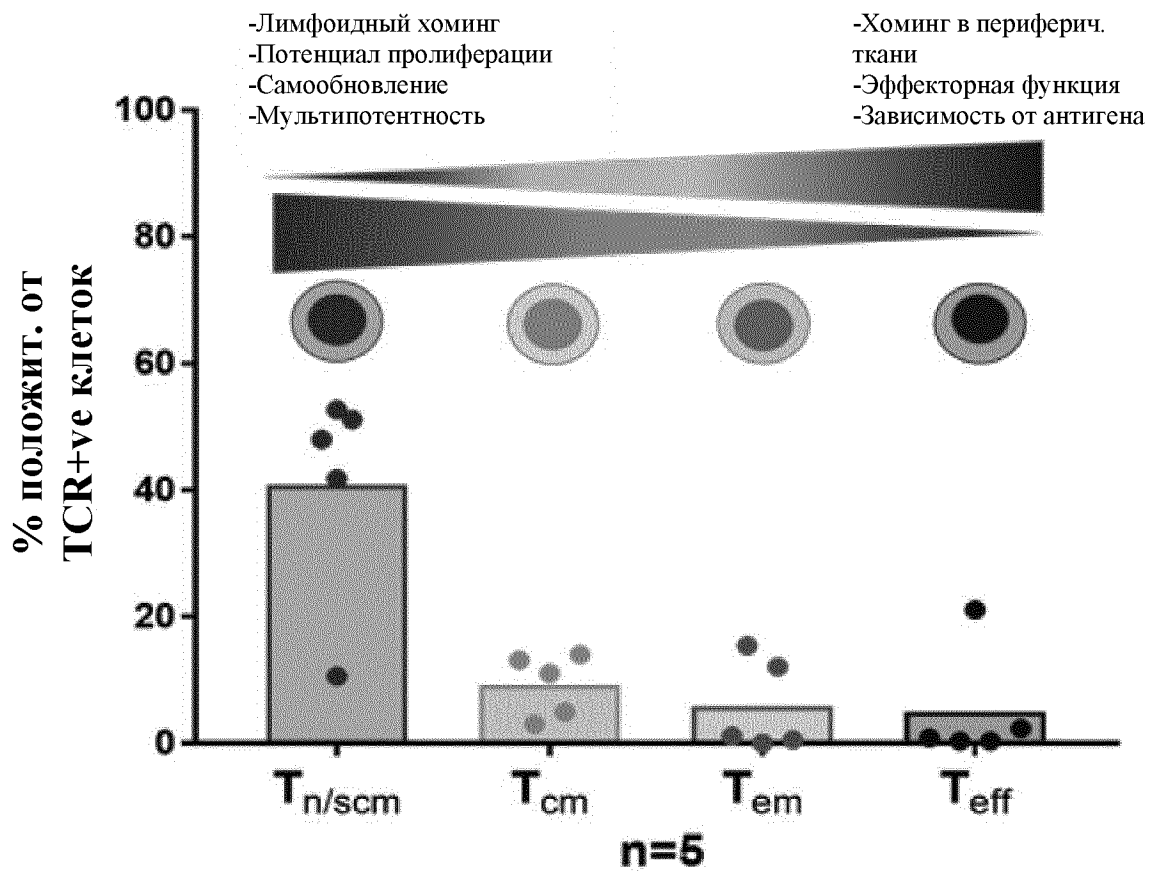 -Лимфоидный хоминг
-Потенциал пролиферации
-Самообновление
-Мультипотентность
-Хоминг в периферич.
ткани
-Эффекторная функция
-Зависимость от антигена
% положит. от
TCR+ve клеток
100
80
60
40
20
0
Tn/scm
Tcm
Tem
Teff
n=5